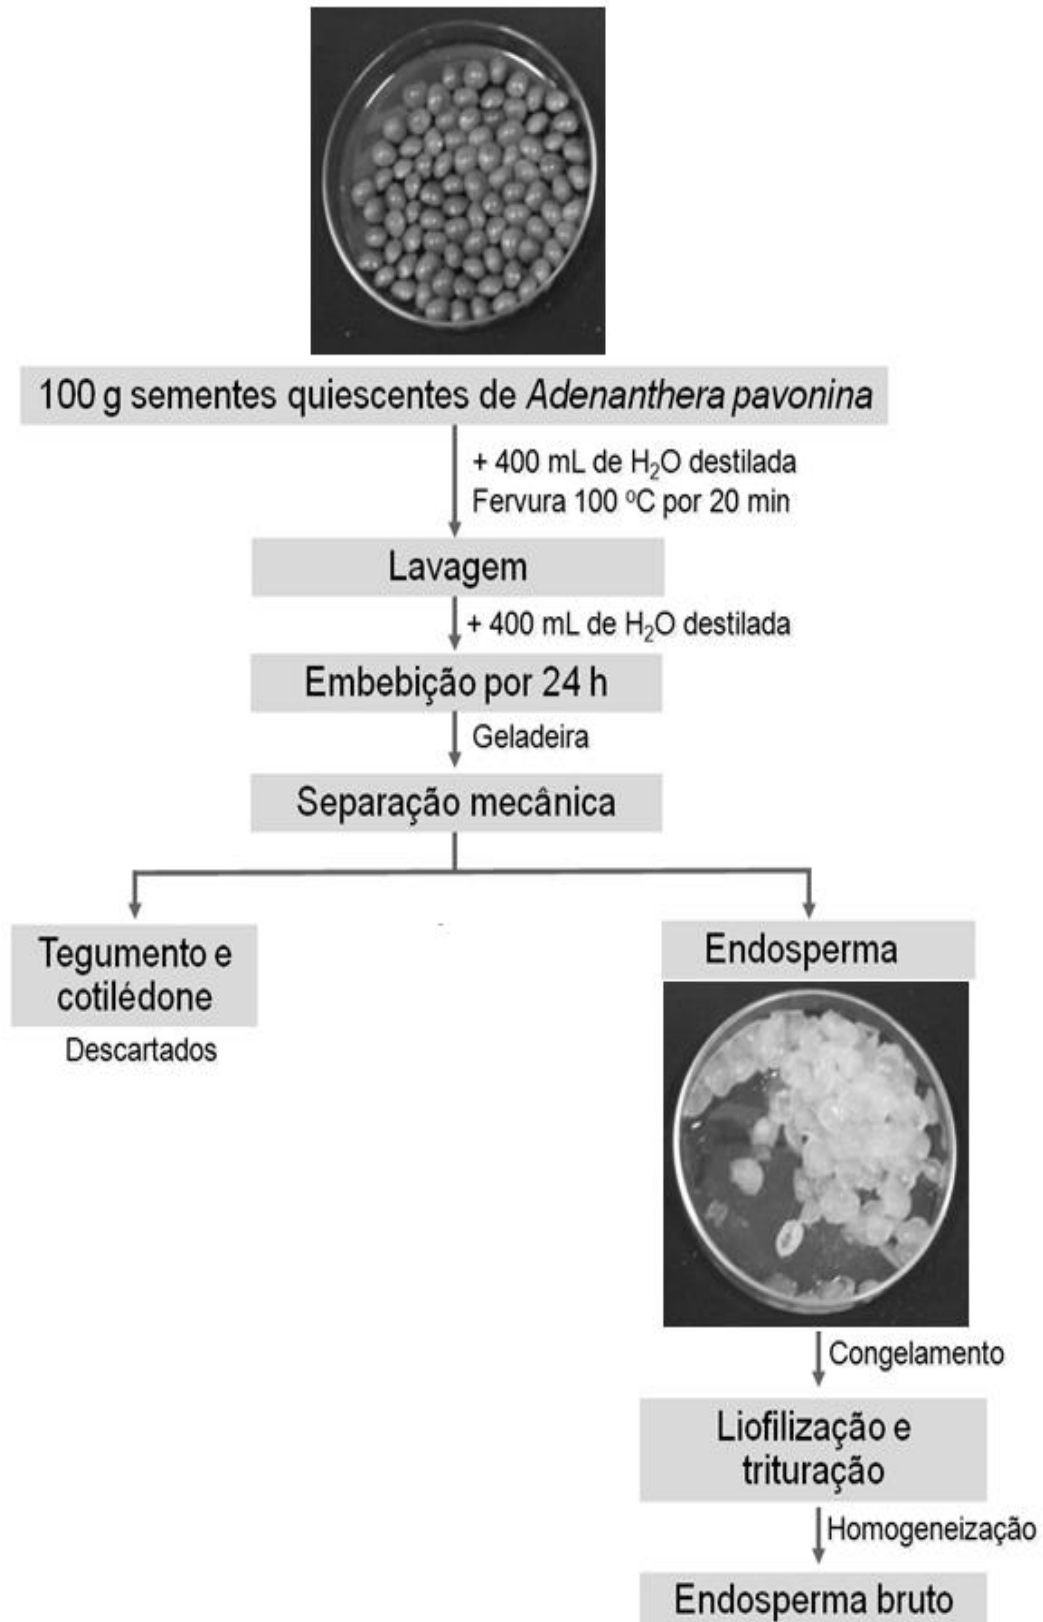 100 g sementes quiescentes de Adenanthera pavonina
+ 400 mL de H₂O destilada
Fervura 100 ºC por 20 min
Lavagem
+ 400 mL de H₂O destilada
Embebição por 24 h
Geladeira
Separação mecânica
Tegumento e
cotilédone
Descartados
Endosperma
Congelamento
Liofilização e
trituração
Homogeneização
Endosperma bruto